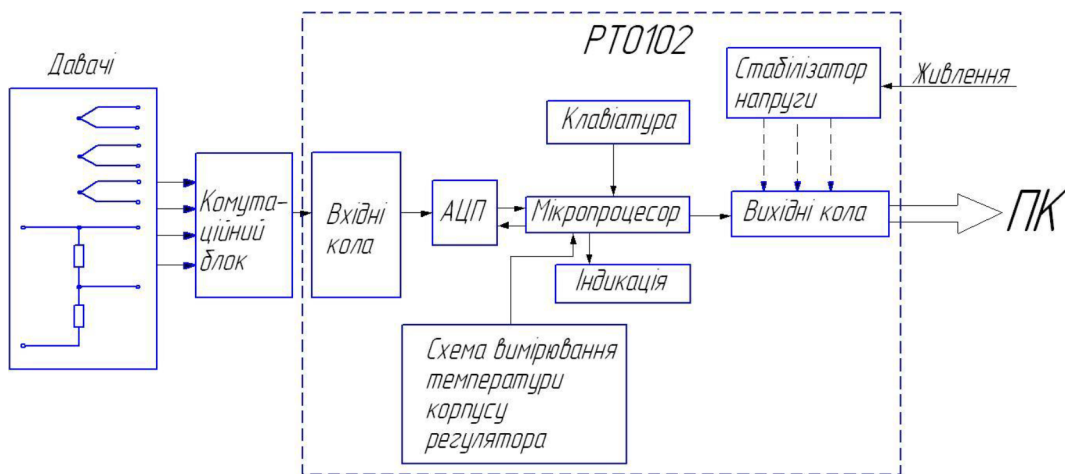 РТ0102
Давачі
Стабілізатор
напруги
Живлення
Клавіатура
Комута-
ційний
блок
Вхідні
кола
АЦП
Мікропроцесор
Вихідні кола
ПК
Індикація
Схема вимірювання
температури
корпусу
регулятора